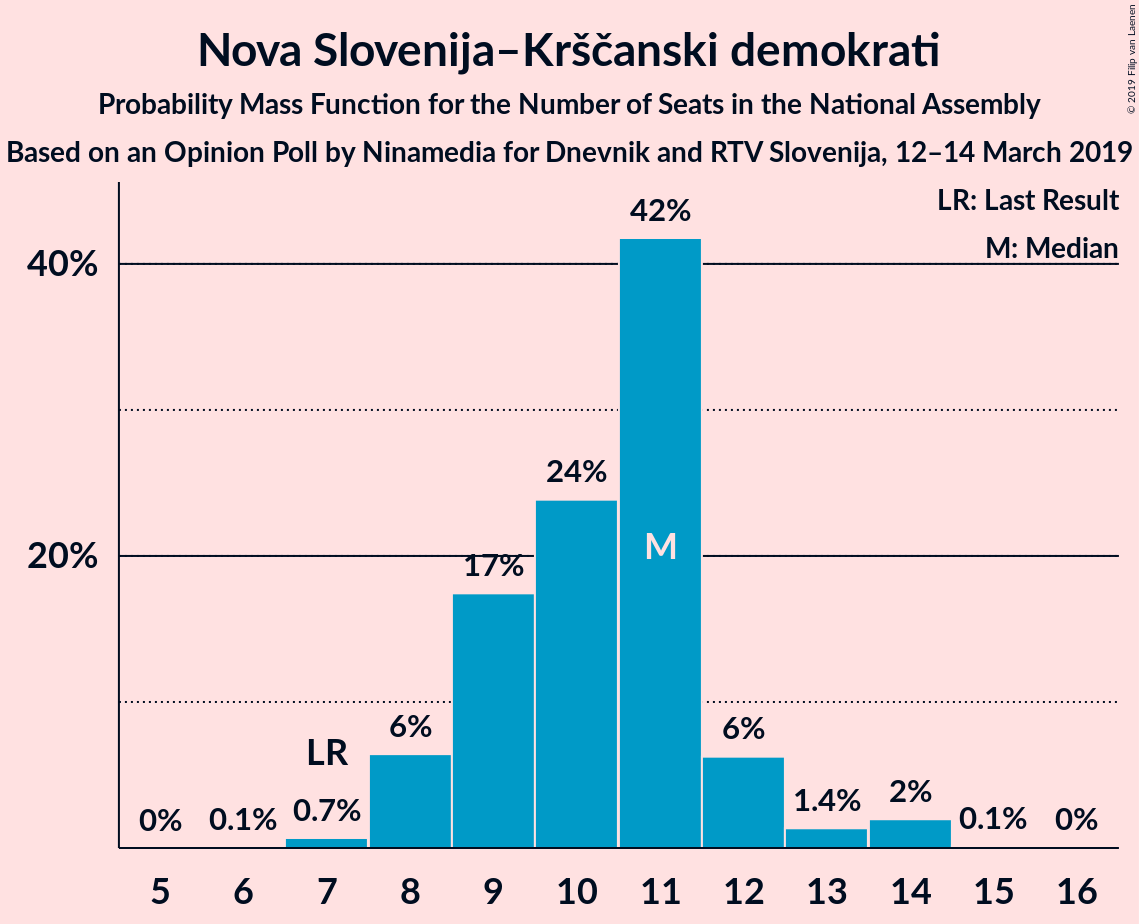 Nova Slovenija–Krščanski demokrati
Probability Mass Function for the Number of Seats in the National Assembly
Based on an Opinion Poll by Ninamedia for Dnevnik and RTV Slovenija, 12–14 March 2019
© 2019 Filip van Laenen
LR: Last Result
M: Median
42%
40%
24%
M
20%
17%
6%
6%
LR
0%
0.1%
0.7%
1.4%
2%
0.1%
0%
5 6 7 8 9 10 11 12 13 14 15 16